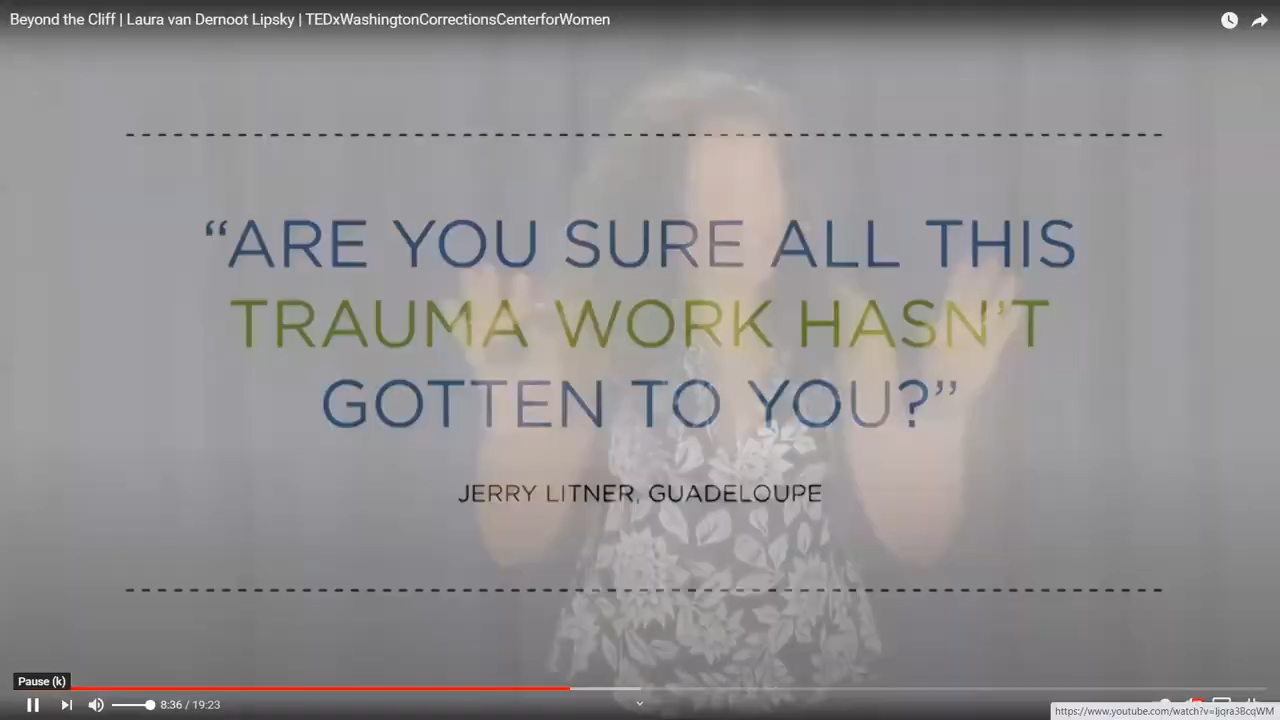 Beyond the Cliff | Laura van Dernoot Lipsky | TEDxWashingtonCorrectionsCenterforWomen
“ARE YOU SURE ALL THIS
TRAUMA WORK HASN’T
GOTTEN TO YOU?”
JERRY LITNER, GUADELOUPE
Pause (k)
8:36 / 19:23
https://www.youtube.com/watch?v=Ijqra3BcqWM